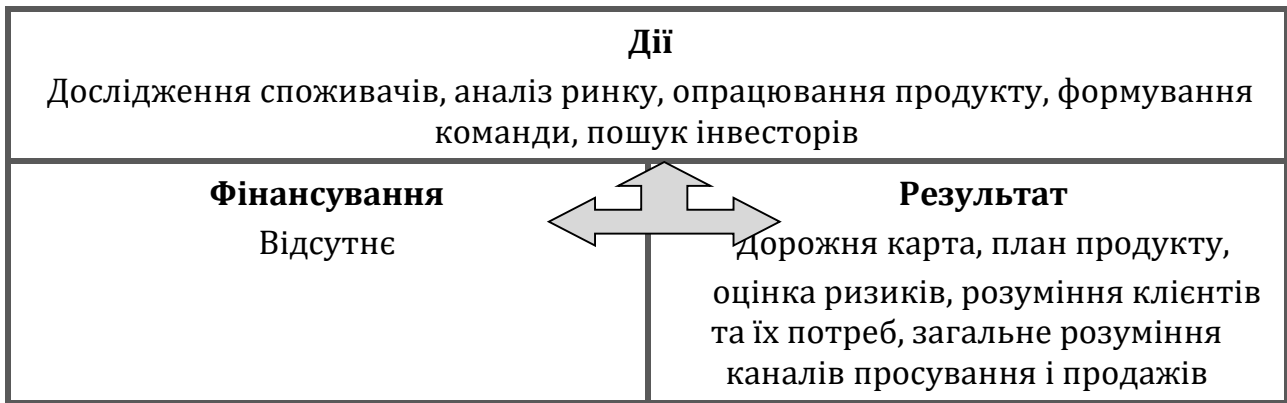 Дії
Дослідження споживачів, аналіз ринку, опрацювання продукту, формування
команди, пошук інвесторів
Фінансування
Відсутнє
Результат
Дорожня карта, план продукту,
оцінка ризиків, розуміння клієнтів
та їх потреб, загальне розуміння
каналів просування і продажів